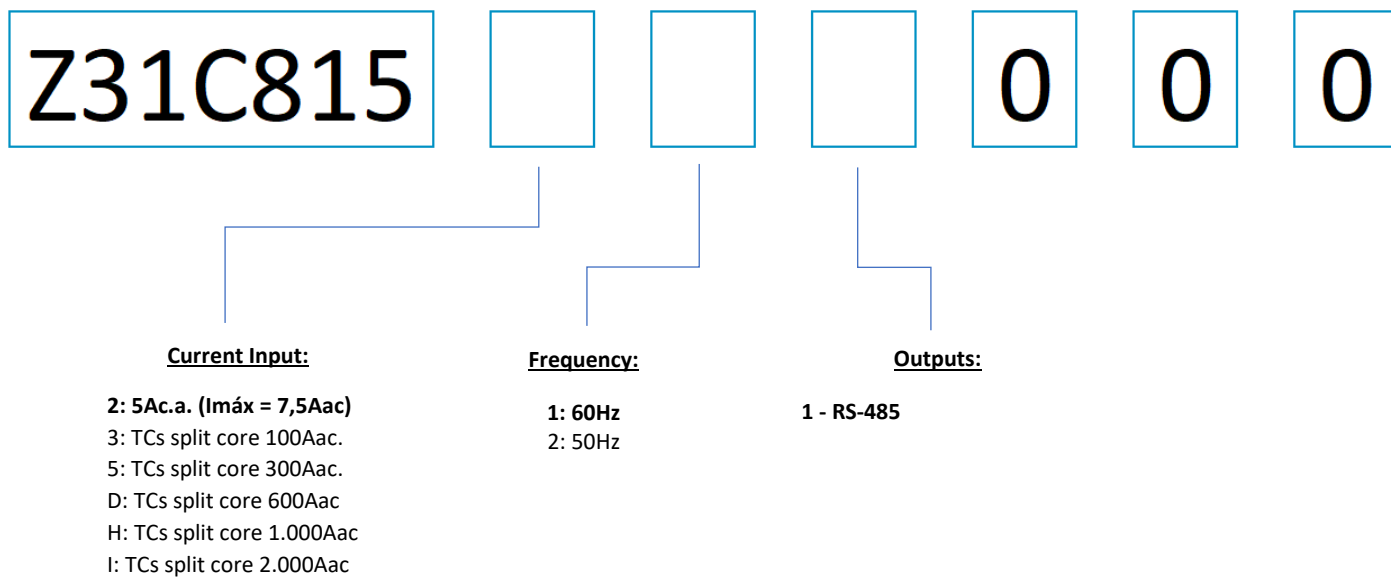 Z31C815 0 0 0
Current Input:
2: 5Ac.a. (Imáx = 7,5Aac)
3: TCs split core 100Aac.
5: TCs split core 300Aac.
D: TCs split core 600Aac
H: TCs split core 1.000Aac
I: TCs split core 2.000Aac
Frequency:
1: 60Hz
2: 50Hz
Outputs:
1 - RS-485